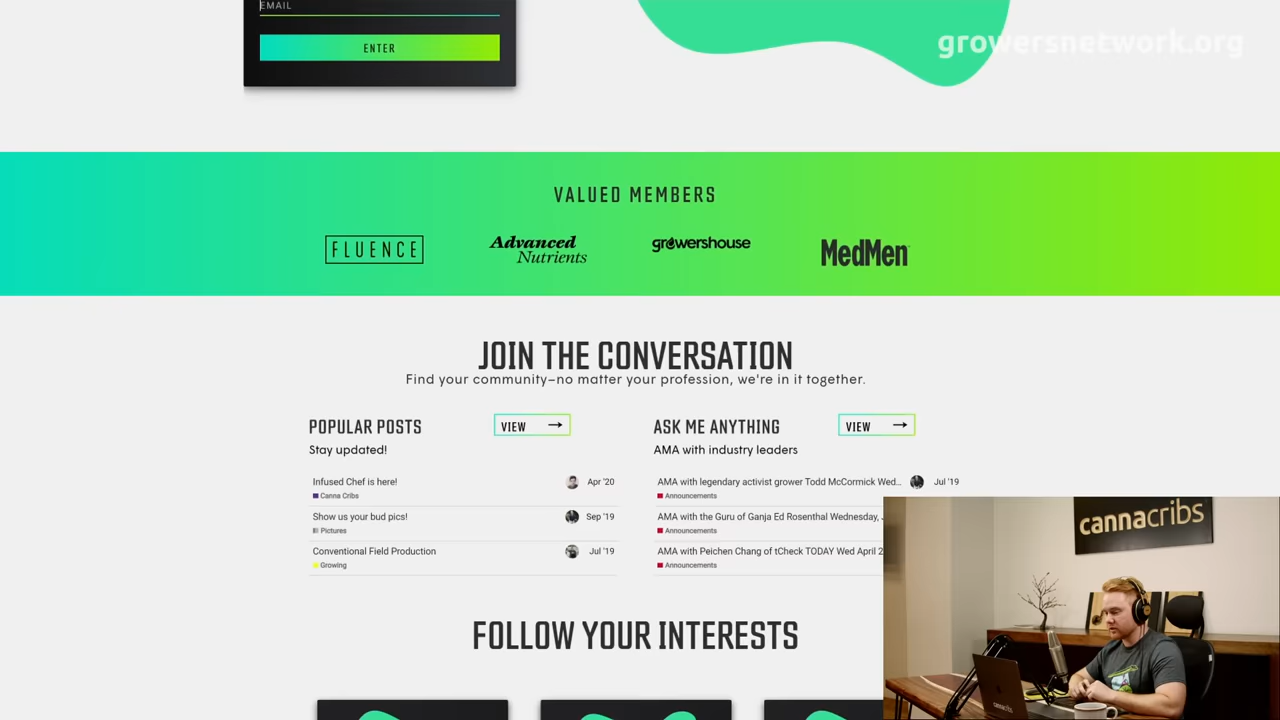 EMAIL
growersnetwork.org
ENTER
VALUED MEMBERS
FLUENCE
Advanced
Nutrients
growershouse
MedMen
JOIN THE CONVERSATION
Find your community–no matter your profession, we're in it together.
POPULAR POSTS
VIEW
Stay updated!
Infused Chef is here!
Apr '20
Canna Cribs
Show us your bud pics!
Sep '19
Pictures
Conventional Field Production
Jul '19
Growing
ASK ME ANYTHING
VIEW
AMA with industry leaders
AMA with legendary activist grower Todd McCormick Wed...
Jul '19
Announcements
AMA with the Guru of Ganja Ed Rosenthal Wednesday,
Announcements
AMA with Peichen Chang of tCheck TODAY Wed April 2
Announcements
FOLLOW YOUR INTERESTS
cannacribs
cannacribs